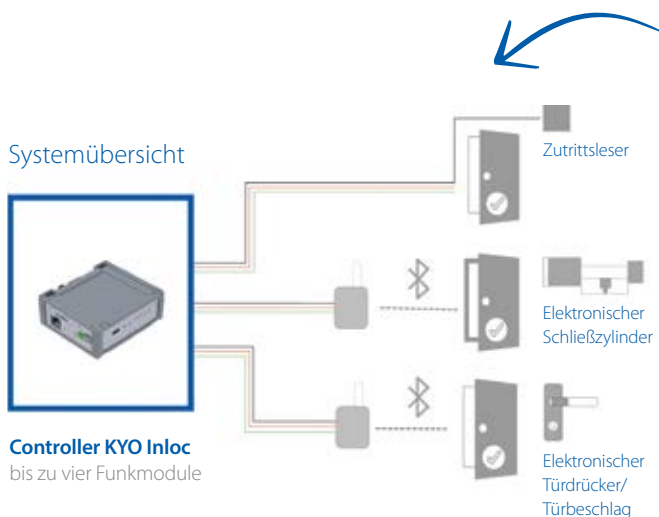 Systemübersicht
Zutrittsleser
Elektronischer
Schließzylinder
Controller KYO Inloc
bis zu vier Funkmodule
Elektronischer
Türdrücker/
Türbeschlag